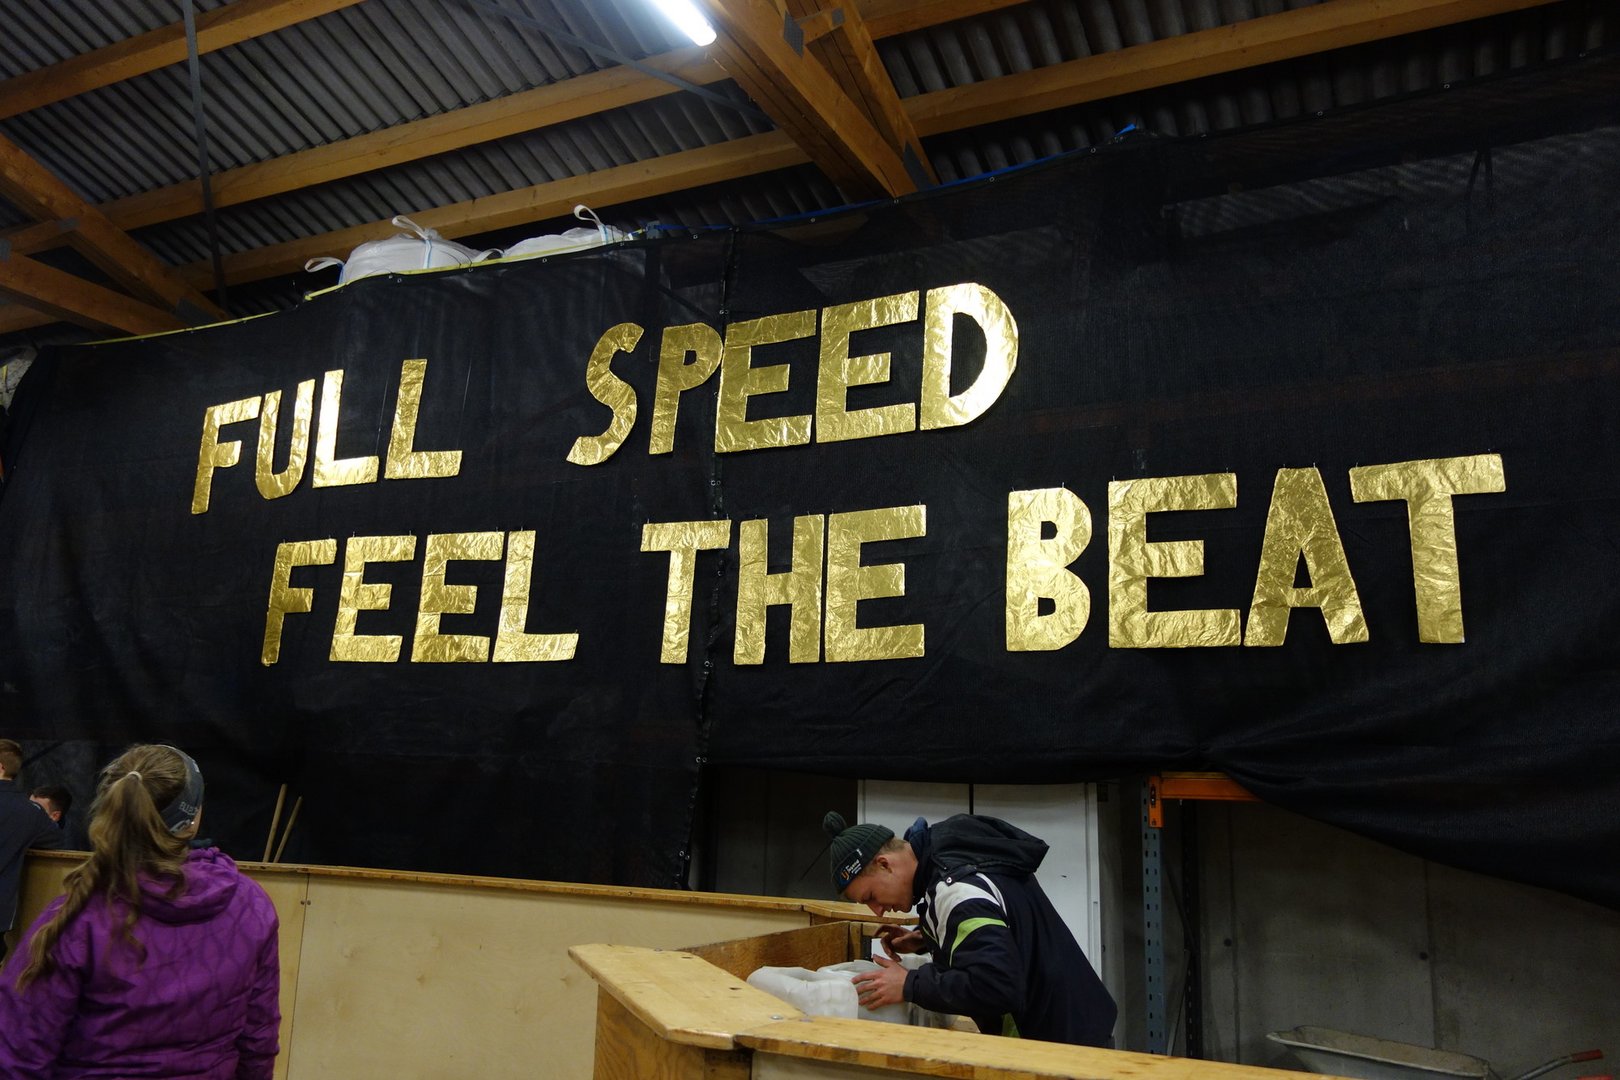 FULL SPEED
FEEL THE BEAT